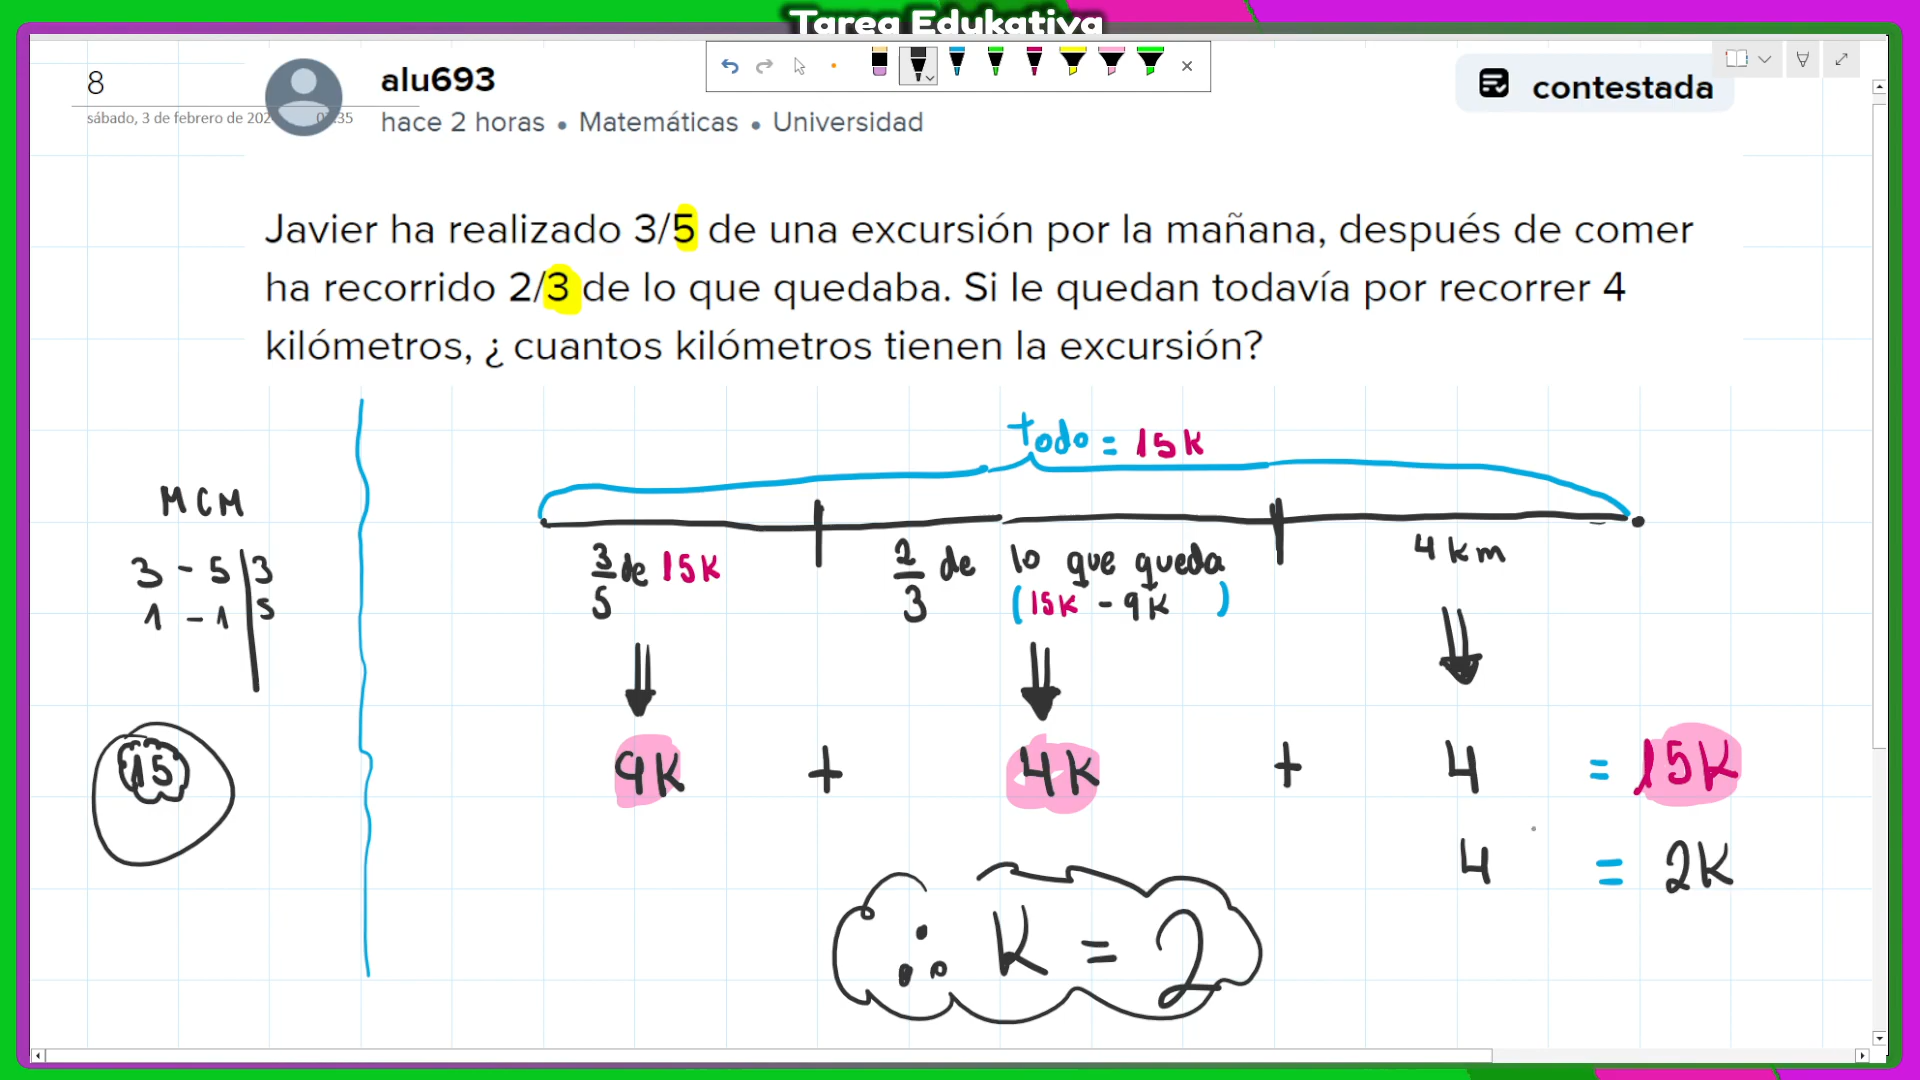 Tarea Edukativa
8
sábado, 3 de febrero de 202
alu693
hace 2 horas • Matemáticas • Universidad
contestada
Javier ha realizado 3/5 de una excursión por la mañana, después de comer
ha recorrido 2/3 de lo que quedaba. Si le quedan todavía por recorrer 4
kilómetros, ¿ cuantos kilómetros tienen la excursión?
todo = 15K
MCM
3 - 5 | 3
1 - 1 | 5
15
3/5 de 15K
2/3 de lo que queda
(15K - 9K )
4 km
9K + 4K + 4 = 15K
4 = 2K
∴ K = 2